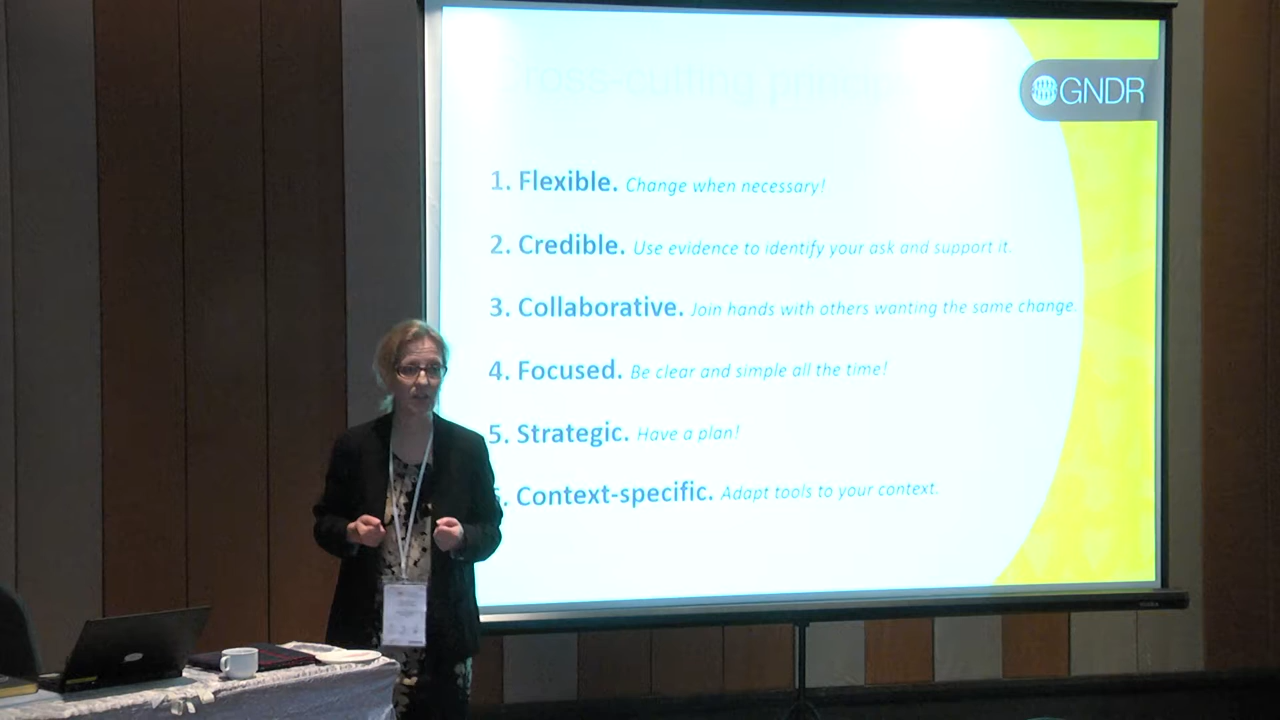 GNDR
1. Flexible. Change when necessary!
2. Credible. Use evidence to identify your ask and support it.
3. Collaborative. Join hands with others wanting the same change.
4. Focused. Be clear and simple all the time!
5. Strategic. Have a plan!
Context-specific. Adapt tools to your context.